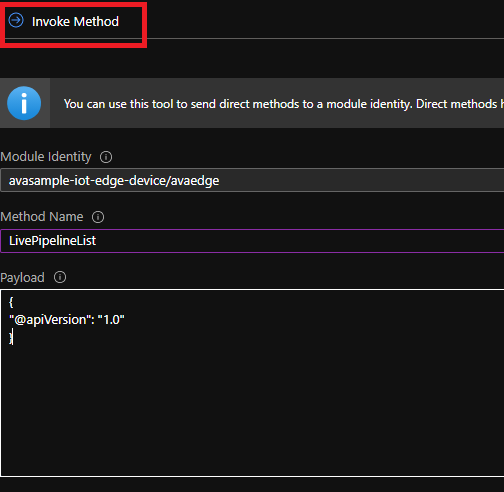 Invoke Method
You can use this tool to send direct methods to a module identity. Direct methods h
Module Identity
avasample-iot-edge-device/avaedge
Method Name
LivePipelineList
Payload
{
"@apiVersion": "1.0"
}